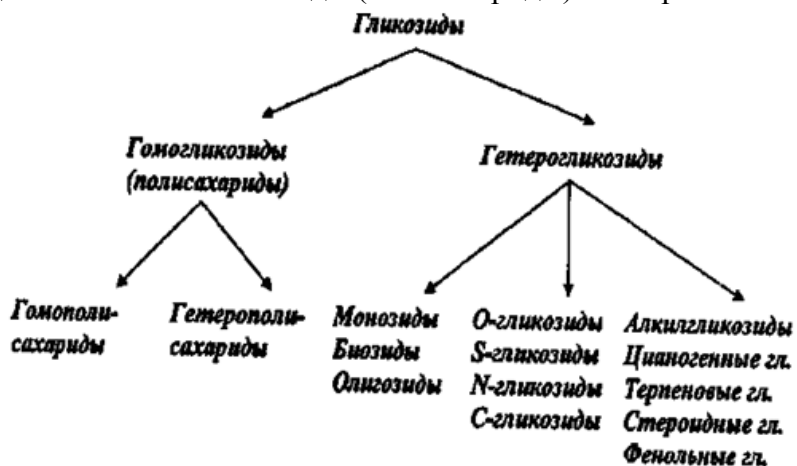 Гликозиды
Гомогликозиды
(полисахариды)
Гетерогликозиды
Гомополи-
сахариды
Гетерополи-
сахариды
Монозиды
Биозиды
Олигозиды
О-гликозиды
S-гликозиды
N-гликозиды
С-гликозиды
Алкилгликозиды
Цианогенные гл.
Терпеновые гл.
Стероидные гл.
Фенольные гл.